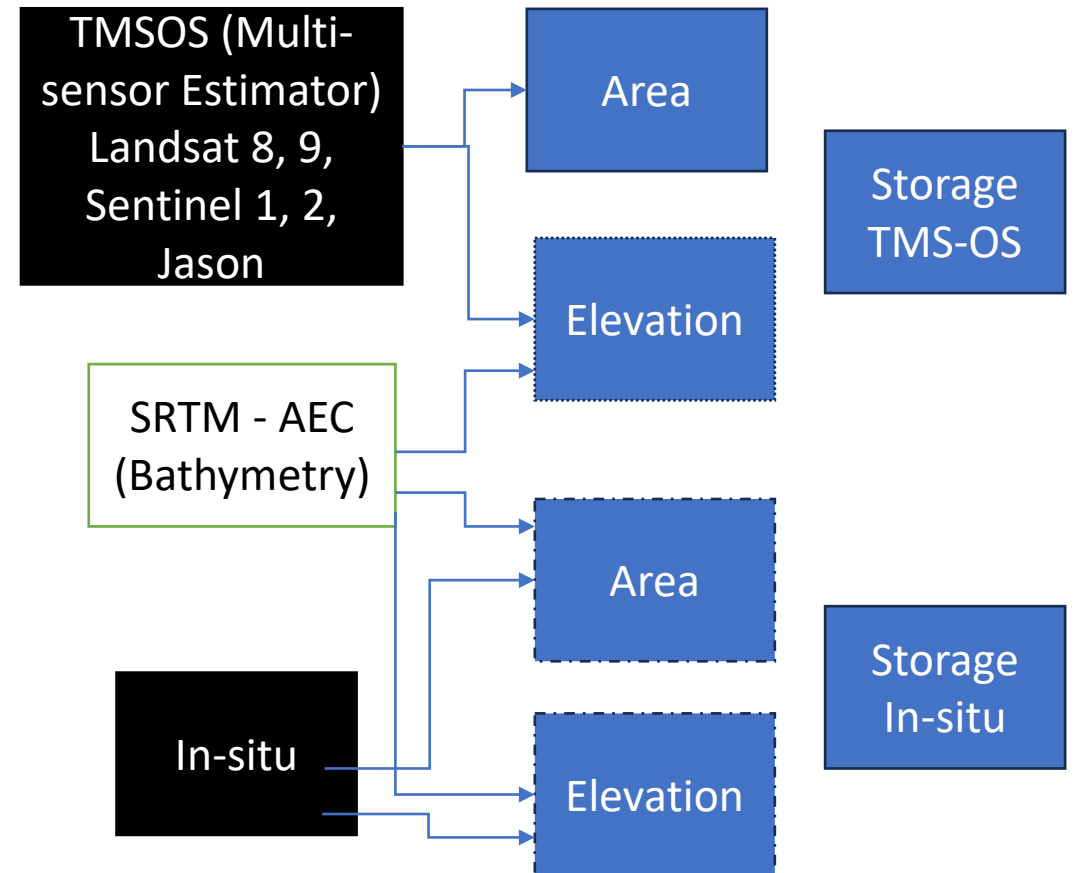 TMSOS (Multi-
sensor Estimator)
Landsat 8, 9,
Sentinel 1, 2,
Jason
Area
Storage
TMS-OS
Elevation
SRTM - AEC
(Bathymetry)
Area
Storage
In-situ
In-situ
Elevation